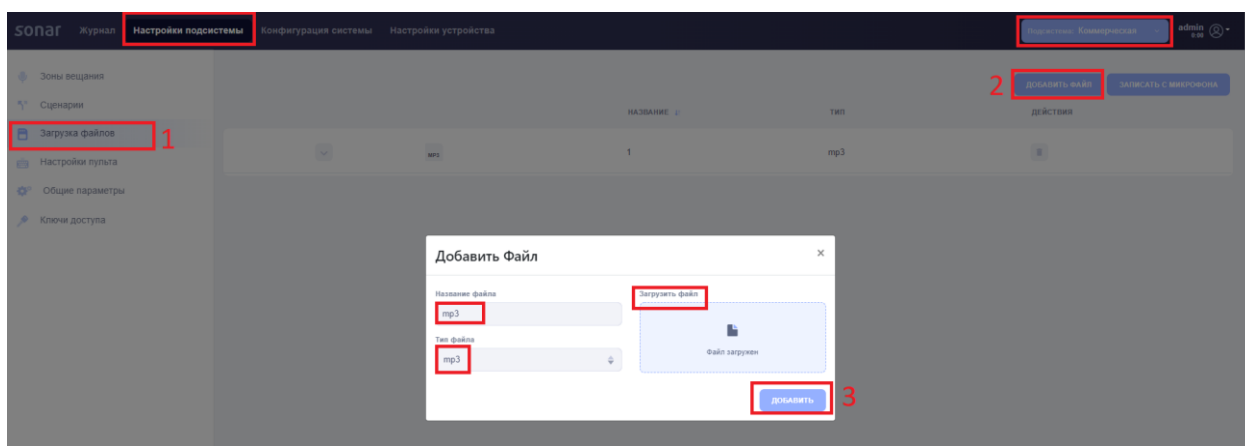 sonar Журнал Настройки подсистемы Конфигурация системы Настройки устройства Подсистема: Коммерческая admin
0:00
Зоны вещания
2 ДОБАВИТЬ ФАЙЛ ЗАПИСАТЬ С МИКРОФОНА
Сценарии
НАЗВАНИЕ ТИП ДЕЙСТВИЯ
Загрузка файлов 1
MP3 1 mp3
Настройки пульта
Общие параметры
Ключи доступа
Добавить Файл ×
Название файла Загрузить файл
mp3
Тип файла
Файл загружен
mp3
ДОБАВИТЬ 3